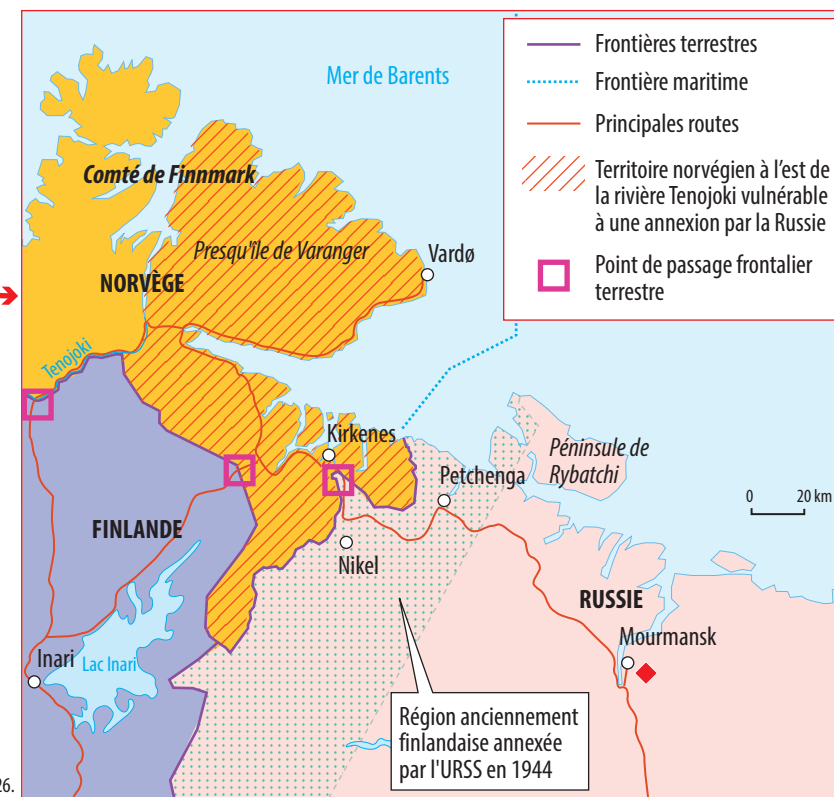 Mer de Barents
Frontières terrestres
Frontière maritime
Principales routes
Territoire norvégien à l'est de
la rivière Tenojoki vulnérable
à une annexion par la Russie
Point de passage frontalier
terrestre
Comté de Finnmark
Presqu'île de Varanger
Vardø
NORVÈGE
Tenojoki
Kirkenes
Péninsule de
Rybatchi
Petchenga
0 20 km
FINLANDE
Nikel
RUSSIE
Mourmansk
Inari
Lac Inari
Région anciennement
finlandaise annexée
par l'URSS en 1944
26.